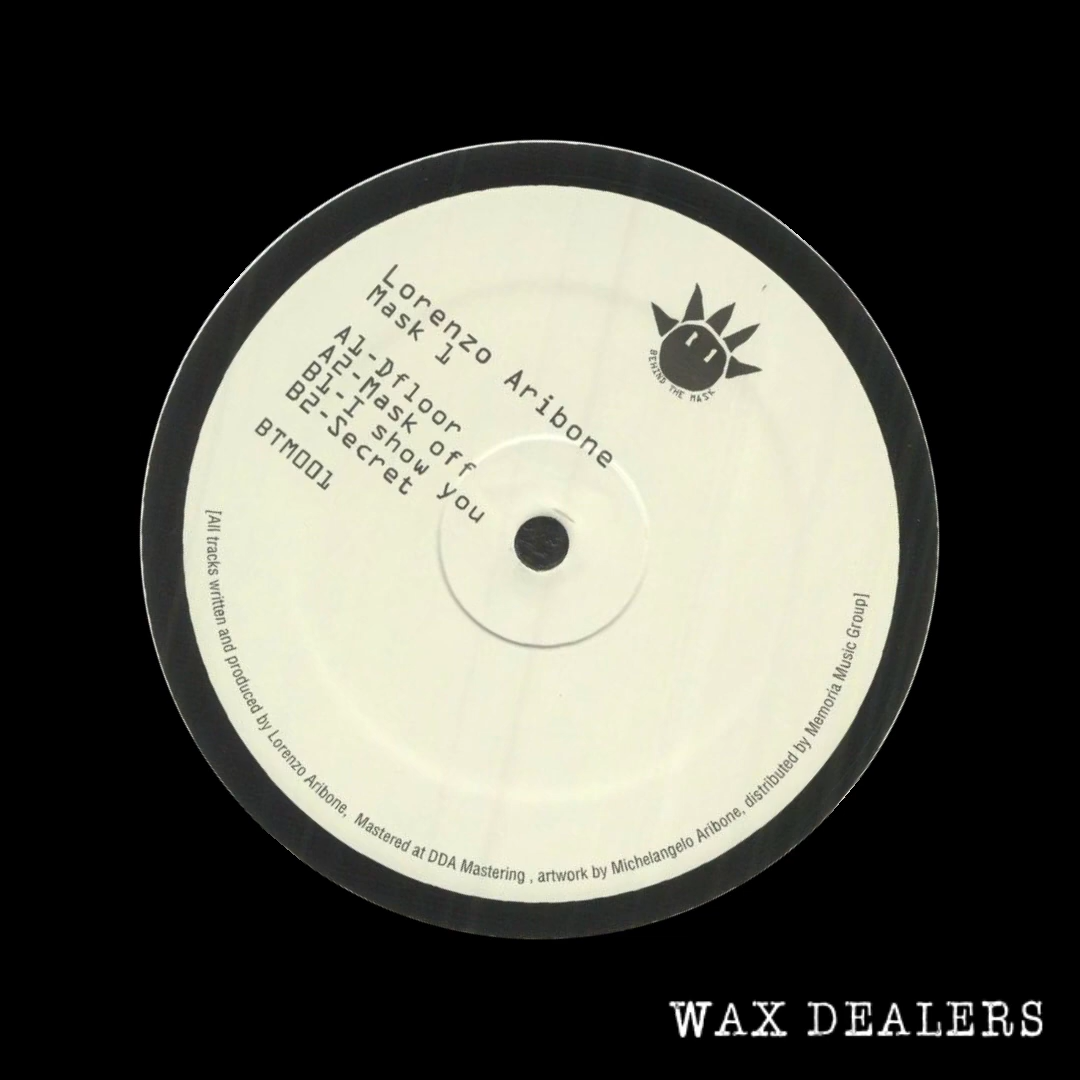 Lorenzo Aribone
Mask 1
A1-Dfloor
A2-Mask off
B1-I show you
B2-Secret
BTM001
BEHIND THE MASK
[All tracks written and produced by Lorenzo Aribone, Mastered at DDA Mastering , artwork by Michelangelo Aribone, distributed by Memoria Music Group]
WAX DEALERS